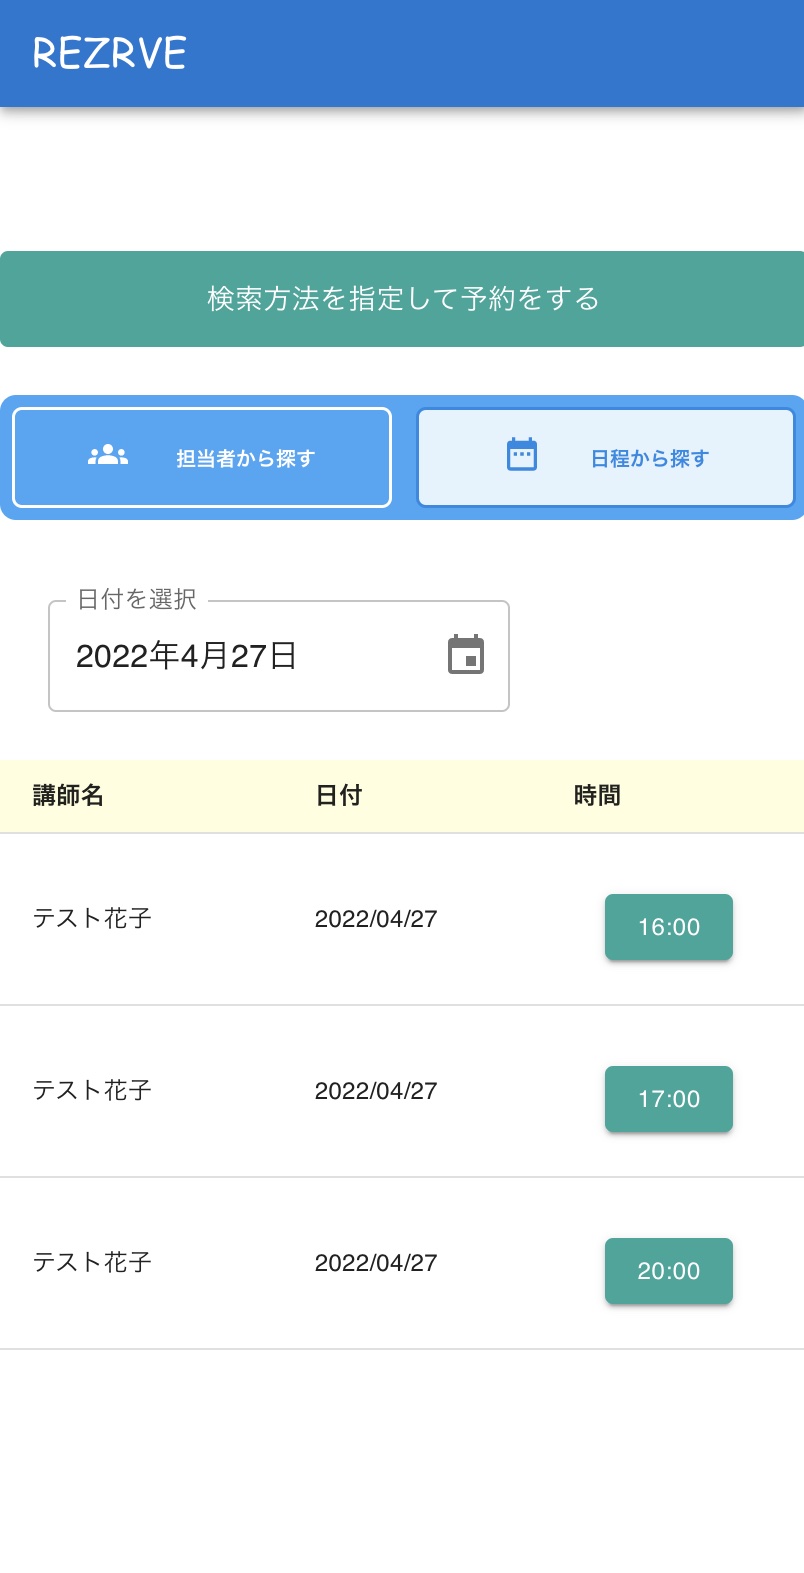 REZRVE
検索方法を指定して予約をする
担当者から探す
日程から探す
日付を選択
2022年4月27日
講師名 日付 時間
テスト花子 2022/04/27 16:00
テスト花子 2022/04/27 17:00
テスト花子 2022/04/27 20:00